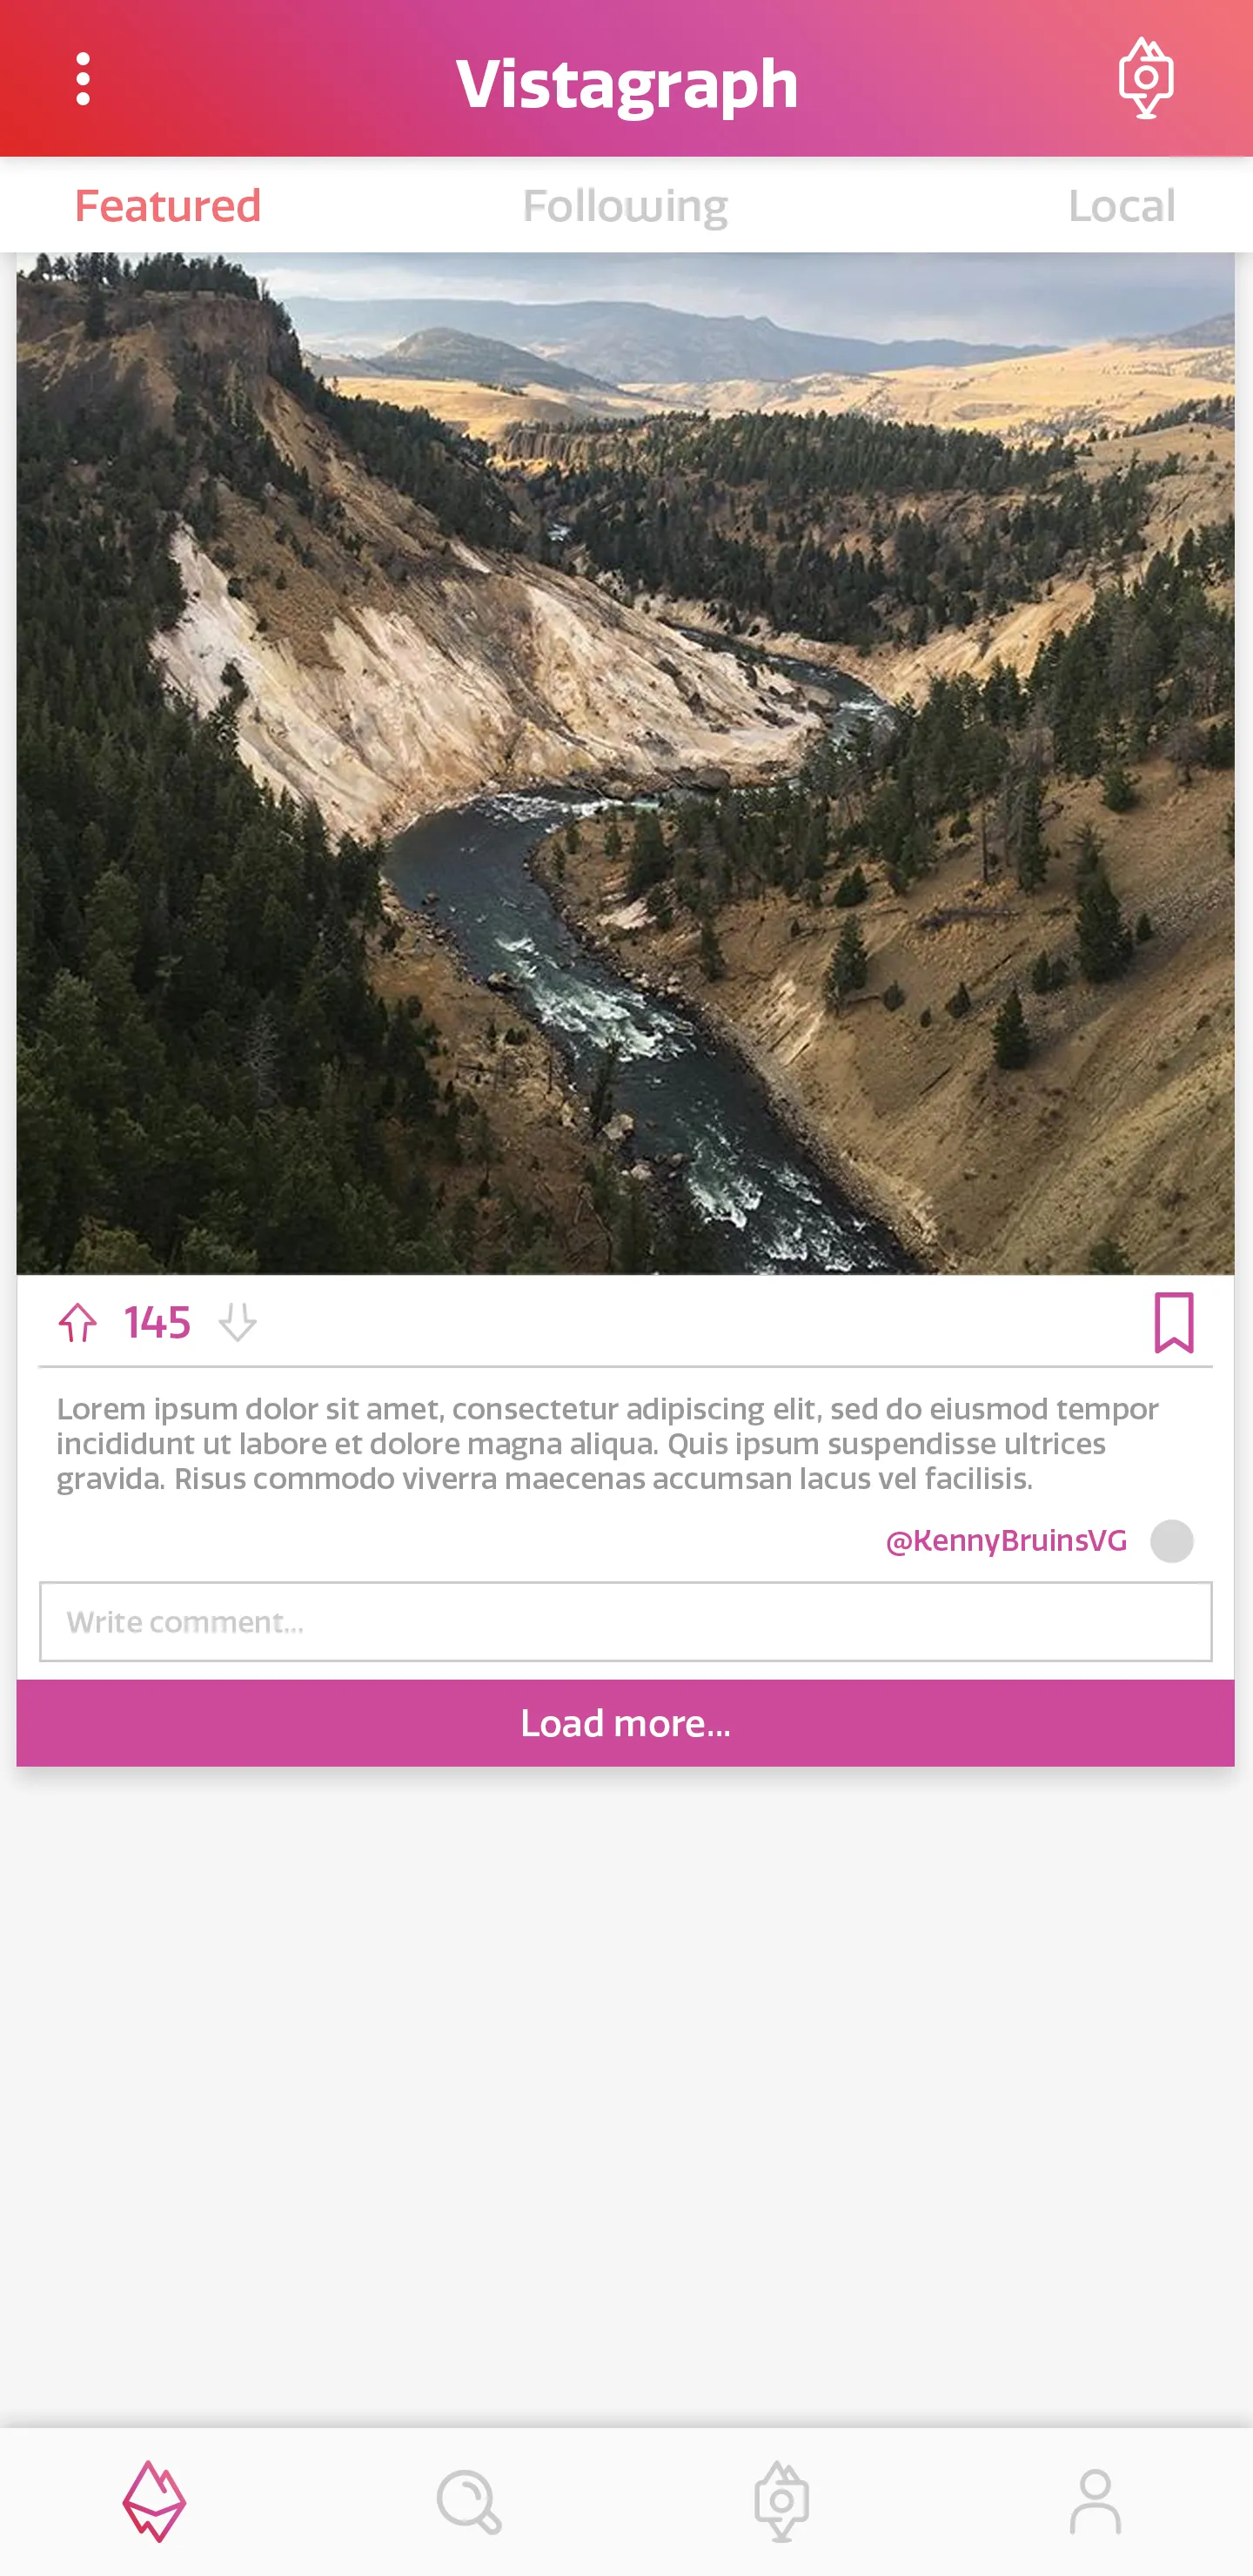 Vistagraph
Featured Following Local
145
Lorem ipsum dolor sit amet, consectetur adipiscing elit, sed do eiusmod tempor
incididunt ut labore et dolore magna aliqua. Quis ipsum suspendisse ultrices
gravida. Risus commodo viverra maecenas accumsan lacus vel facilisis.
@KennyBruinsVG
Write comment...
Load more...